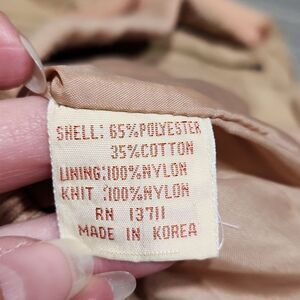 SHELL: 65%POLYESTER
35%COTTON
LINING:100%NYLON
KNIT :100%NYLON
RN 13711
MADE IN KOREA